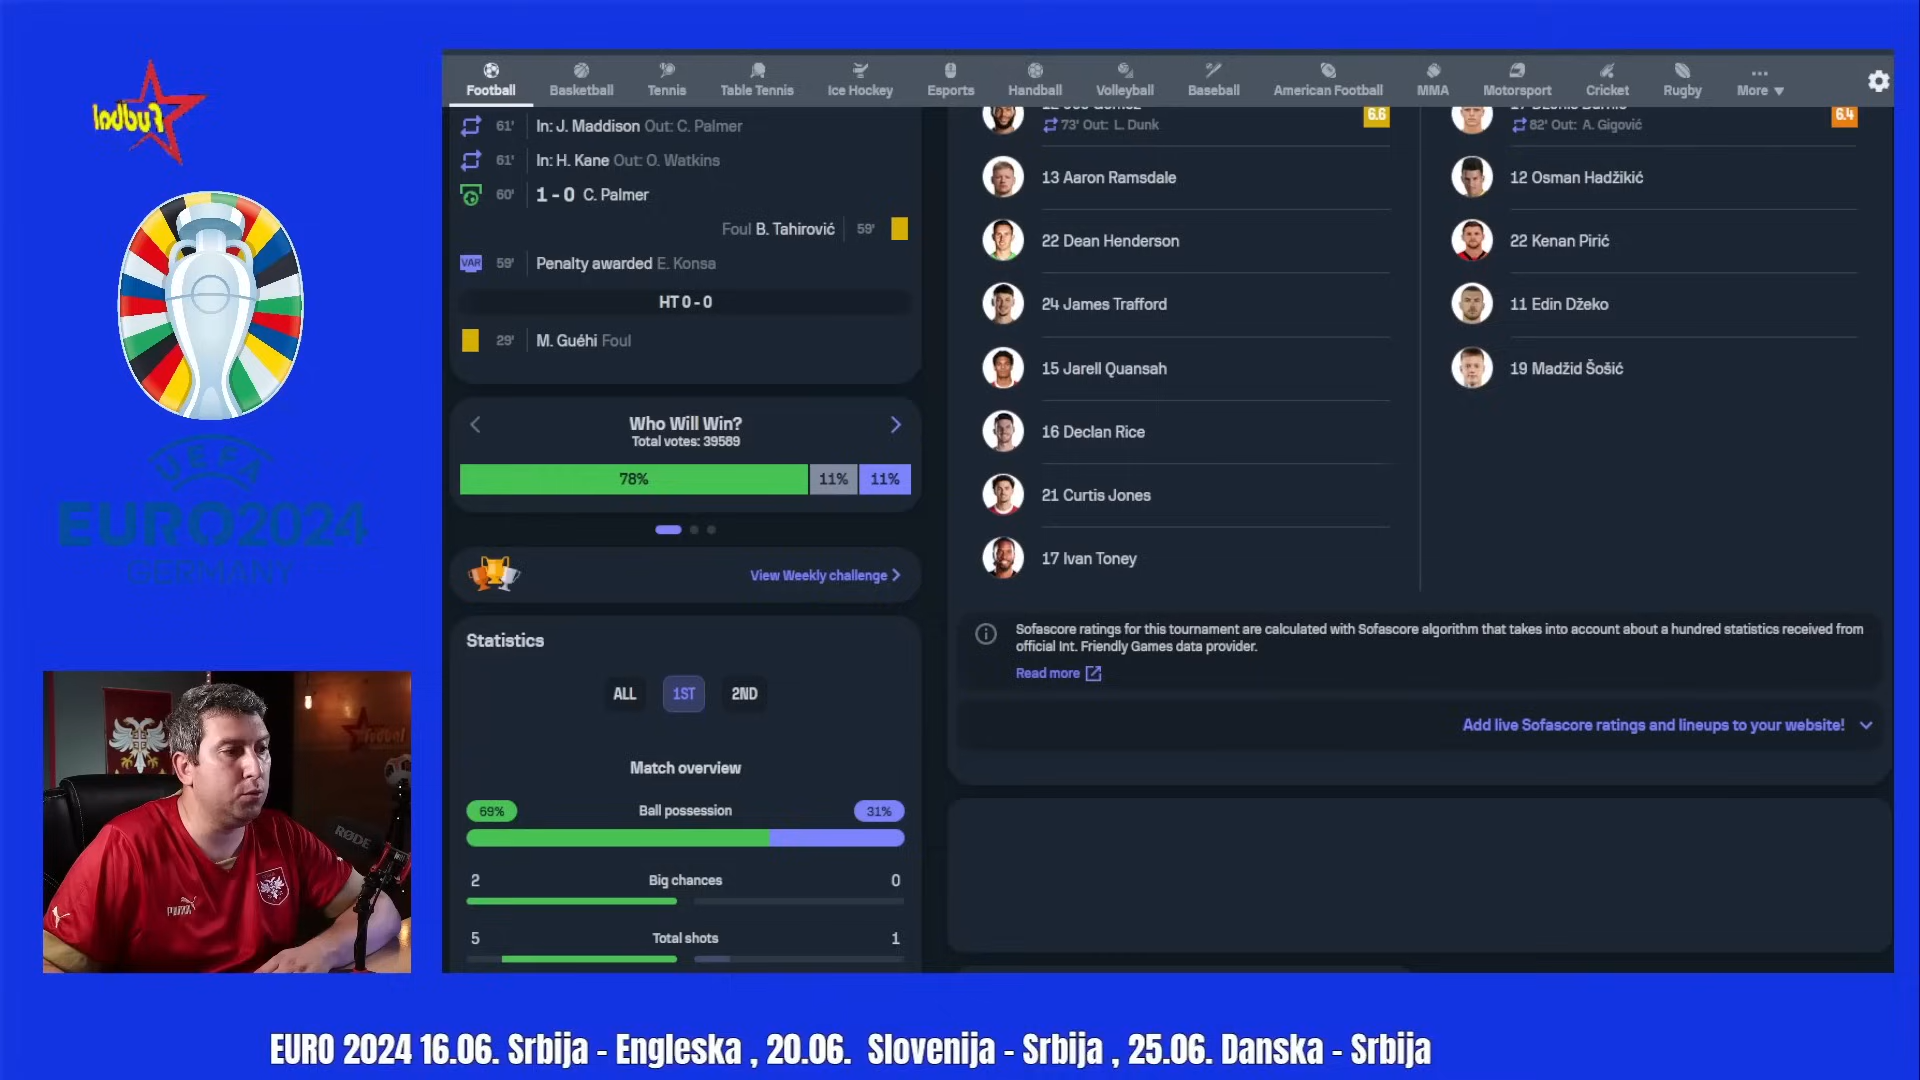 Fudbal
UEFA
EURO2024
GERMANY
RØDE
PUMA
Football
Basketball
Tennis
Table Tennis
Ice Hockey
Esports
Handball
Volleyball
Baseball
American Football
MMA
Motorsport
Cricket
Rugby
More
61' In: J. Maddison Out: C. Palmer
61' In: H. Kane Out: O. Watkins
60' 1 - 0 C. Palmer
Foul B. Tahirović 59'
VAR 59' Penalty awarded E. Konsa
HT 0 - 0
29' M. Guéhi Foul
Who Will Win?
Total votes: 39589
78% 11% 11%
View Weekly challenge
Statistics
ALL 1ST 2ND
Match overview
69% Ball possession 31%
2 Big chances 0
5 Total shots 1
73' Out: L. Dunk 6.6
13 Aaron Ramsdale
22 Dean Henderson
24 James Trafford
15 Jarell Quansah
16 Declan Rice
21 Curtis Jones
17 Ivan Toney
82' Out: A. Gigović 6.4
12 Osman Hadžikić
22 Kenan Pirić
11 Edin Džeko
19 Madžid Šošić
Sofascore ratings for this tournament are calculated with Sofascore algorithm that takes into account about a hundred statistics received from
official Int. Friendly Games data provider.
Read more
Add live Sofascore ratings and lineups to your website!
EURO 2024 16.06. Srbija - Engleska , 20.06. Slovenija - Srbija , 25.06. Danska - Srbija